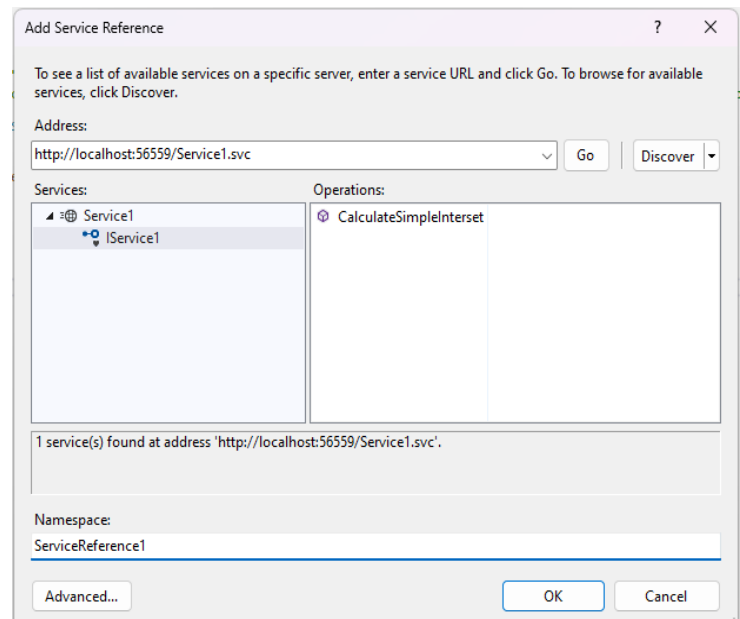 Add Service Reference
?
To see a list of available services on a specific server, enter a service URL and click Go. To browse for available
services, click Discover.
Address:
http://localhost:56559/Service1.svc
Go
Discover
Services:
Operations:
Service1
CalculateSimpleInterset
IService1
1 service(s) found at address 'http://localhost:56559/Service1.svc'.
Namespace:
ServiceReference1
Advanced...
OK
Cancel